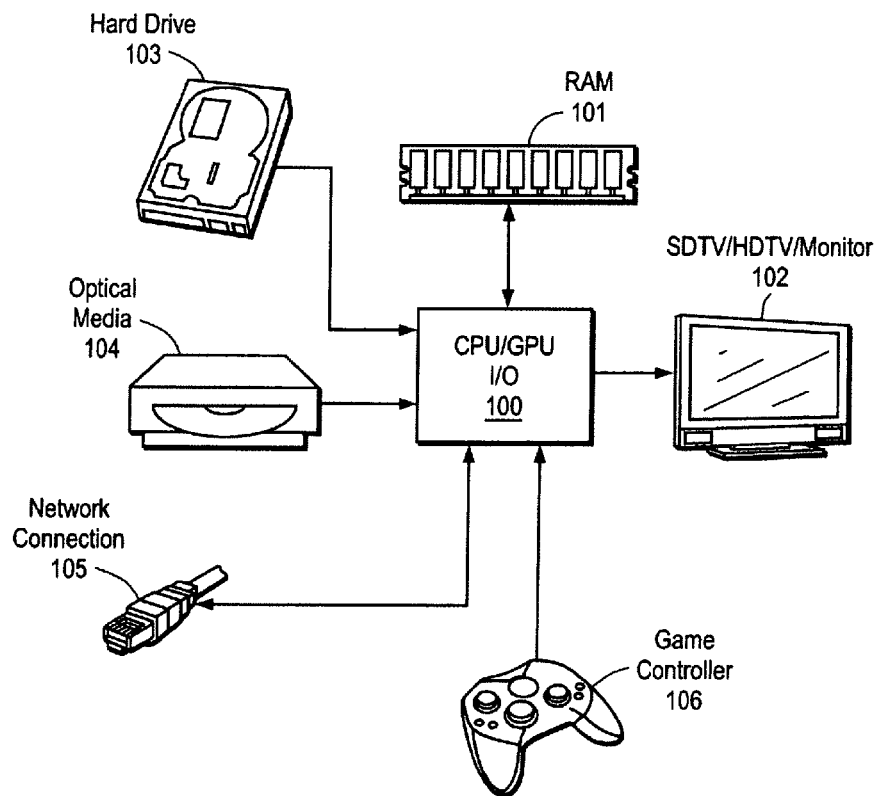 Hard Drive
103
RAM
101
SDTV/HDTV/Monitor
102
Optical
Media
104
CPU/GPU
I/O
100
Network
Connection
105
Game
Controller
106